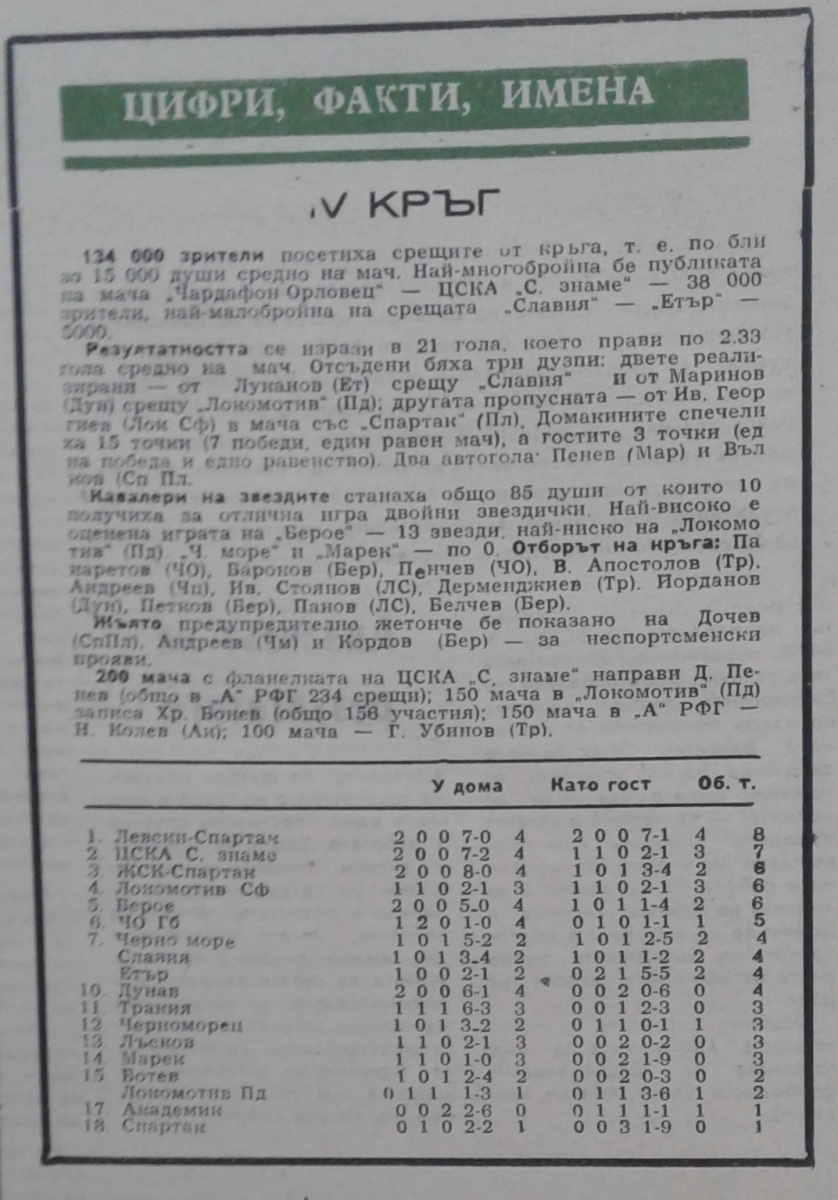 ЦИФРИ, ФАКТИ, ИМЕНА
IV КРЪГ
134 000 зрители посетиха срещите от кръга, т. е. по бли
зо 15 000 души средно на мач. Най-многобройна бе публиката
на мача „Чардафон Орловец" — ЦСКА „С. знаме" — 38 000
зрители, най-малобройна на срещата „Славия" — „Етър" —
5000.
Резултатността се изрази в 21 гола, което прави по 2.33
гола средно на мач. Отсъдени бяха три дузпи: двете реали-
зирани — от Луканов (Ет) срещу „Славия" и от Маринов
(Дун) срещу „Локомотив" (Пд); другата пропусната — от Ив. Геор
гиев (Лок Сф) в мача със „Спартак" (Пл). Домакините спечели
ха 15 точки (7 победи, един равен мач), а гостите 3 точки (ед
на победа и едно равенство). Два автогола: Пенев (Мар) и Въл
ков (Сп Пл.
Кавалери на звездите станаха общо 85 души, от които 10
получиха за отлична игра двойни звездички. Най-високо е
оценена играта на „Берое" — 13 звезди, най-ниско на „Локомо
тив" (Пд), „Ч. море" и „Марек" — по 0. Отборът на кръга: Па
каретов (ЧО), Вароков (Бер), Пенчев (ЧО), В. Апостолов (Тр).
Андреев (Чп), Ив. Стоянов (ЛС), Дерменджиев (Тр). Йорданов
(Дун), Петков (Бер), Панов (ЛС), Белчев (Бер).
Жълто предупредително жетонче бе показано на Дочев
(СпПл). Андреев (Чм) и Кордов (Бер) — за неспортсменски
прояви.
200 мача с фланелката на ЦСКА „С. знаме" направи Д. Пе-
нев (общо в „А" РФГ 234 срещи); 150 мача в „Локомотив" (Пд)
записа Хр. Бонев (общо 156 участия); 150 мача в „А" РФГ —
Н. Колев (Ак); 100 мача — Г. Убинов (Тр).
У дома Като гост Об. т.
1. Левски-Спартак 2 0 0 7-0 4 2 0 0 7-1 4 8
2 ЦСКА С. знаме 2 0 0 7-2 4 1 1 0 2-1 3 7
3. ЖСК-Спартак 2 0 0 8-0 4 1 0 1 3-4 2 6
4. Локомотив Сф 1 1 0 2-1 3 1 1 0 2-1 3 6
5. Берое 2 0 0 5-0 4 1 0 1 1-4 2 6
6. ЧО Гб 1 2 0 1-0 4 0 1 0 1-1 1 5
7. Черно море 1 0 1 5-2 2 1 0 1 2-5 2 4
Славия 1 0 1 3-4 2 1 0 1 1-2 2 4
Етър 1 0 0 2-1 2 0 2 1 5-5 2 4
10. Дунав 2 0 0 6-1 4 0 0 2 0-6 0 4
11 Тракия 1 1 1 6-3 3 0 0 1 2-3 0 3
12 Черноморец 1 0 1 3-2 2 0 1 1 0-1 1 3
13. Лъсков 1 1 0 2-1 3 0 0 2 0-2 0 3
14. Марек 1 1 0 1-0 3 0 0 2 1-9 0 3
15 Ботев 1 0 1 2-4 2 0 0 2 0-3 0 2
Локомотив Пд 0 1 1 1-3 1 0 1 1 3-6 1 2
17. Академик 0 0 2 2-6 0 0 1 1 1-1 1 1
18. Спартак 0 1 0 2-2 1 0 0 3 1-9 0 1